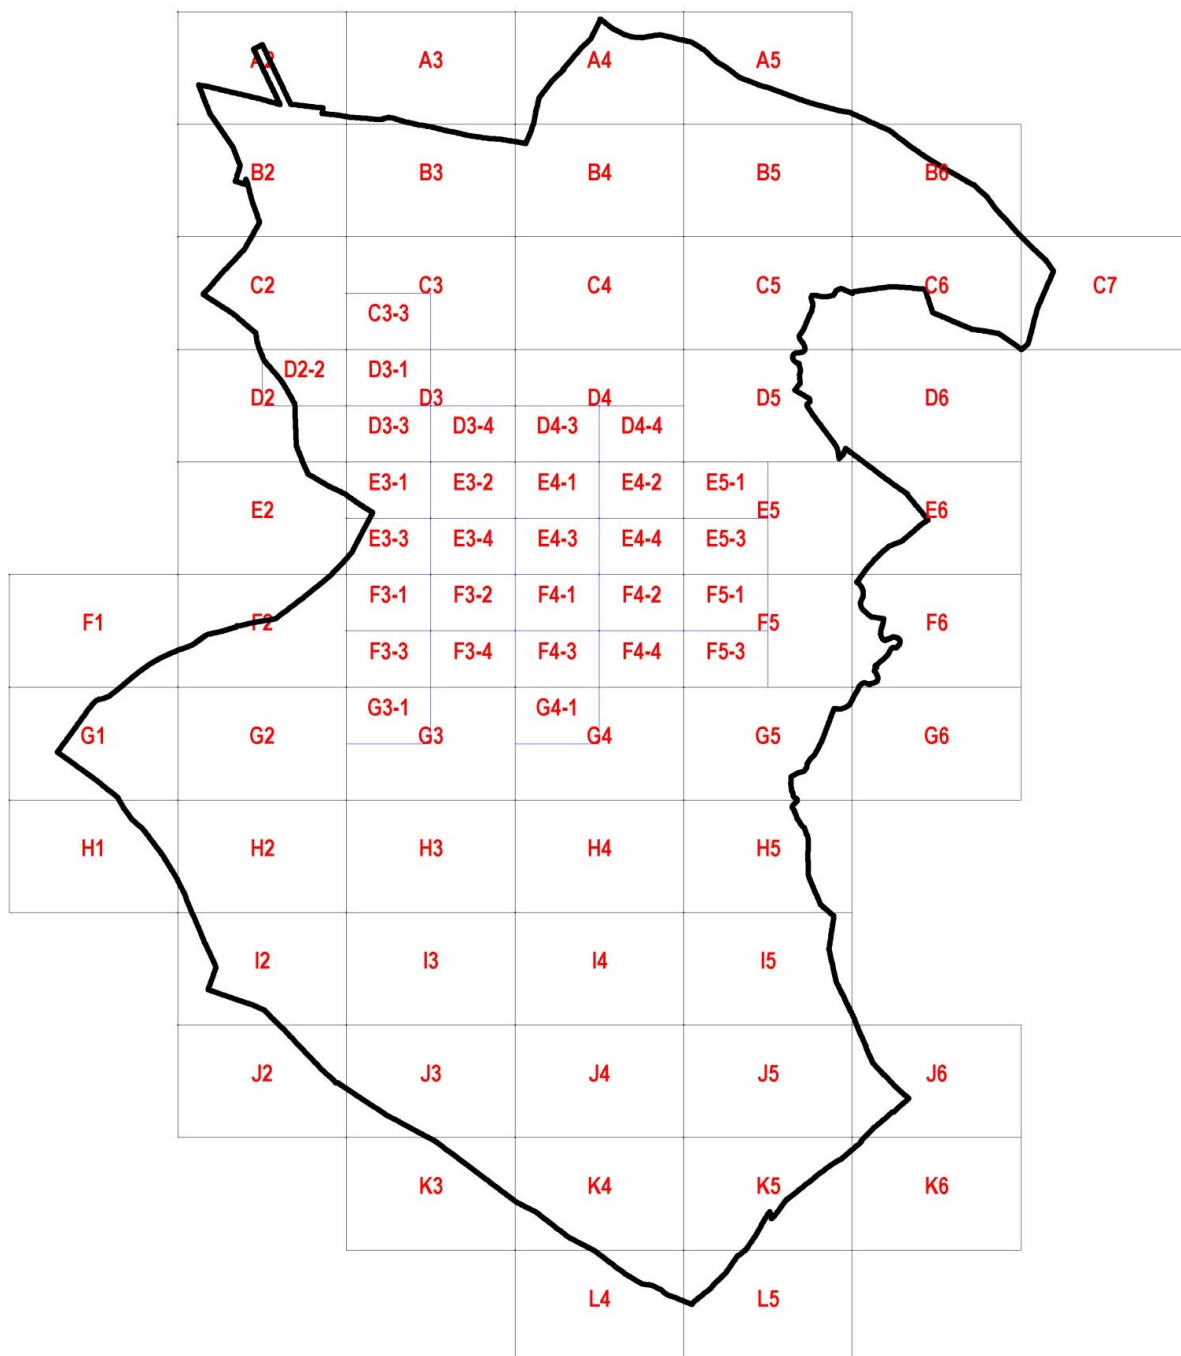 A2 A3 A4 A5
B2 B3 B4 B5 B6
C2 C3 C4 C5 C6 C7
C3-3
D2-2 D3-1
D2 D3 D4 D5 D6
D3-3 D3-4 D4-3 D4-4
E3-1 E3-2 E4-1 E4-2 E5-1
E2 E5 E6
E3-3 E3-4 E4-3 E4-4 E5-3
F3-1 F3-2 F4-1 F4-2 F5-1
F1 F2 F5 F6
F3-3 F3-4 F4-3 F4-4 F5-3
G3-1 G4-1
G1 G2 G3 G4 G5 G6
H1 H2 H3 H4 H5
I2 I3 I4 I5
J2 J3 J4 J5 J6
K3 K4 K5 K6
L4 L5